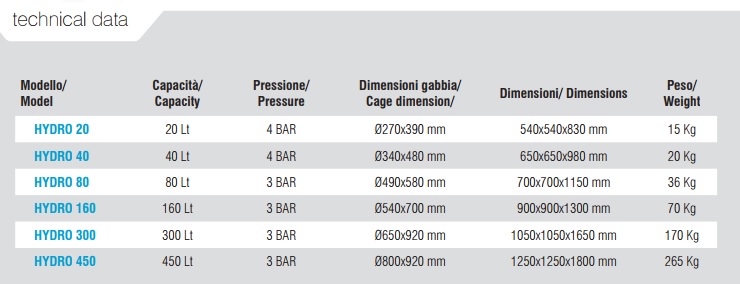 technical data
Modello/ Capacità/ Pressione/ Dimensioni gabbia/ Dimensioni/ Dimensions Peso/
Model Capacity Pressure Cage dimension/ Weight
HYDRO 20 20 Lt 4 BAR Ø270x390 mm 540x540x830 mm 15 Kg
HYDRO 40 40 Lt 4 BAR Ø340x480 mm 650x650x980 mm 20 Kg
HYDRO 80 80 Lt 3 BAR Ø490x580 mm 700x700x1150 mm 36 Kg
HYDRO 160 160 Lt 3 BAR Ø540x700 mm 900x900x1300 mm 70 Kg
HYDRO 300 300 Lt 3 BAR Ø650x920 mm 1050x1050x1650 mm 170 Kg
HYDRO 450 450 Lt 3 BAR Ø800x920 mm 1250x1250x1800 mm 265 Kg